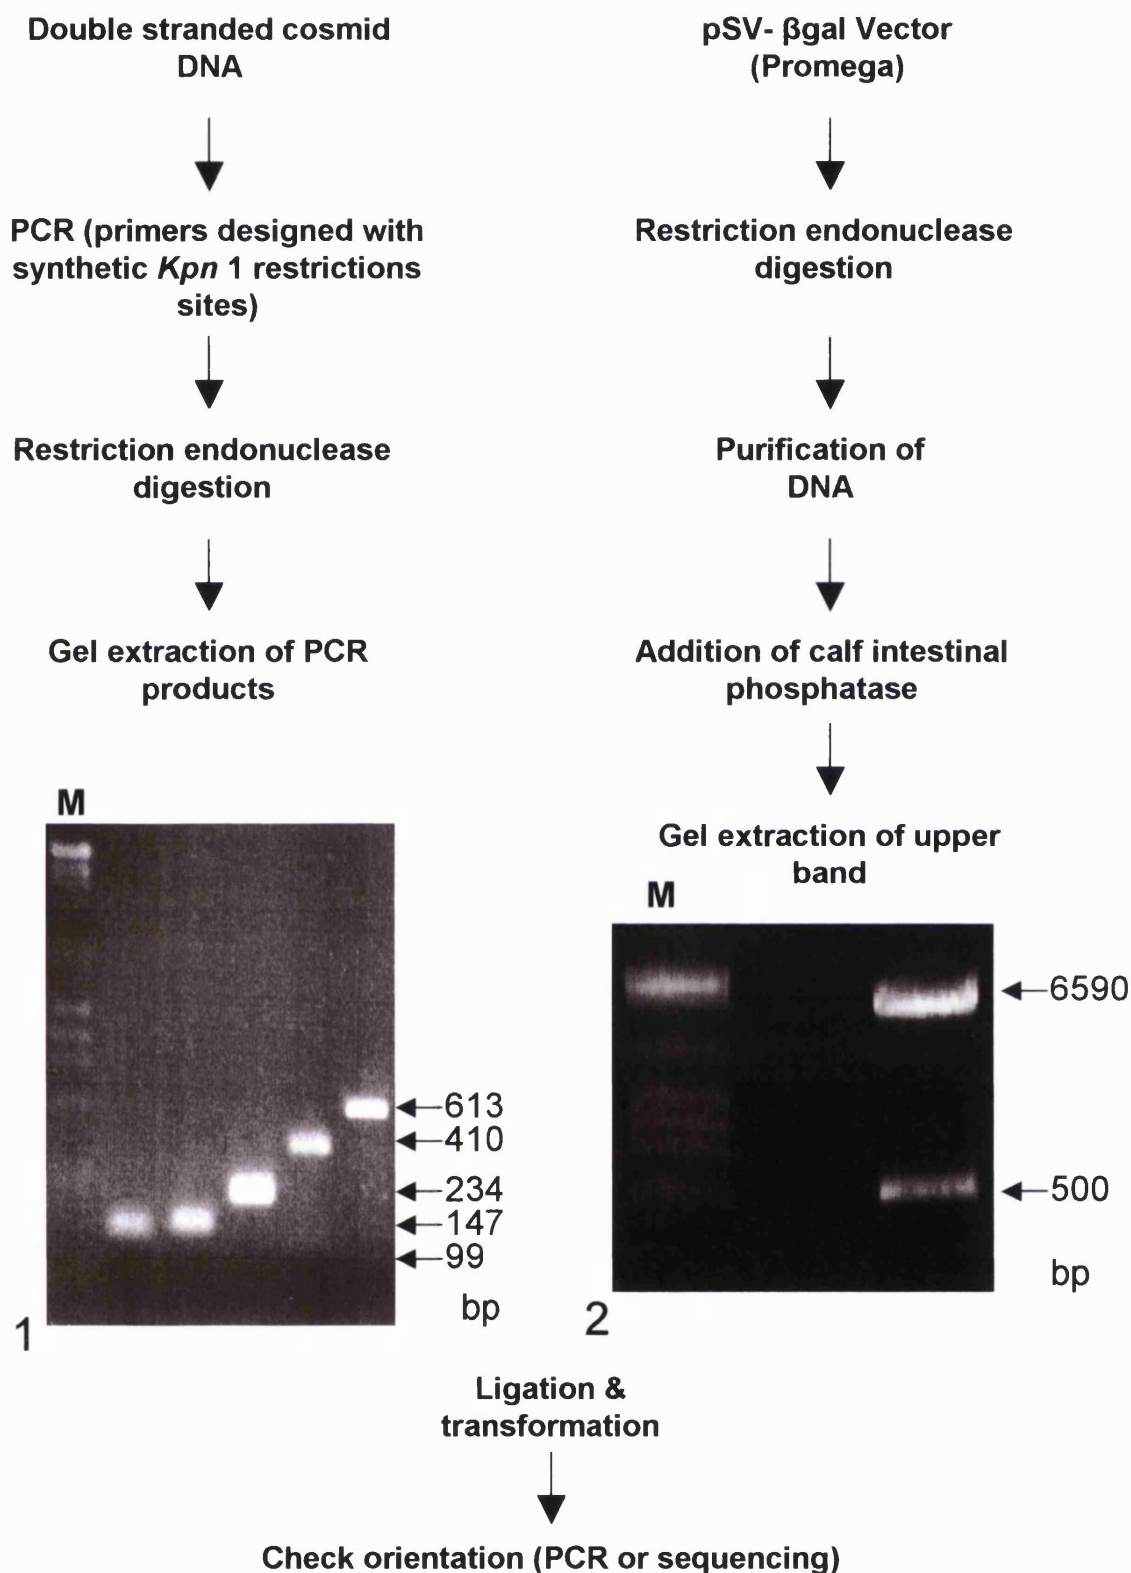 Double stranded cosmid
DNA
PCR (primers designed with
synthetic Kpn 1 restrictions
sites)
Restriction endonuclease
digestion
Gel extraction of PCR
products
M
613
410
234
147
99
bp
1
pSV- βgal Vector
(Promega)
Restriction endonuclease
digestion
Purification of
DNA
Addition of calf intestinal
phosphatase
Gel extraction of upper
band
M
6590
500
bp
2
Ligation &
transformation
Check orientation (PCR or sequencing)